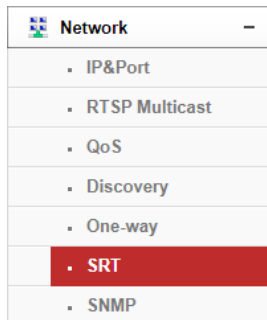 Network −
IP&Port
RTSP Multicast
QoS
Discovery
One-way
SRT
SNMP